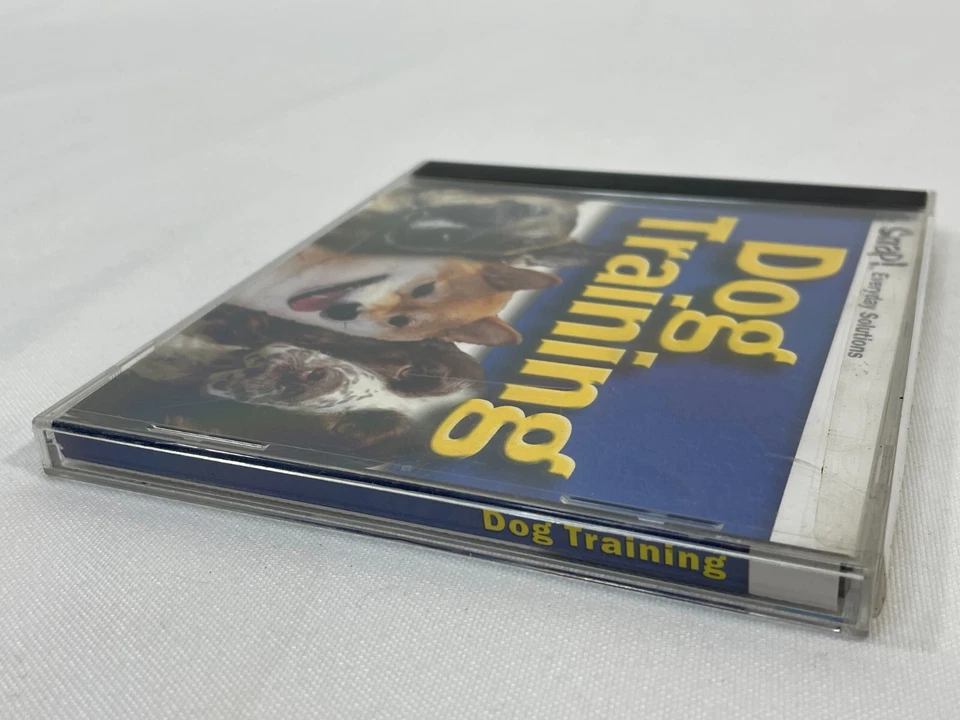 Snap! Everyday Solutions
Dog
Training
Dog Training